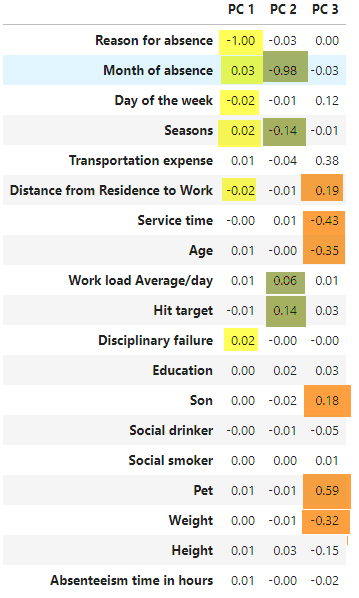 PC 1 PC 2 PC 3
Reason for absence -1.00 -0.03 0.00
Month of absence 0.03 -0.98 -0.03
Day of the week -0.02 -0.01 0.12
Seasons 0.02 -0.14 -0.01
Transportation expense 0.01 -0.04 0.38
Distance from Residence to Work -0.02 -0.01 0.19
Service time -0.00 0.01 -0.43
Age 0.01 -0.00 -0.35
Work load Average/day 0.01 0.06 0.01
Hit target -0.01 0.14 0.03
Disciplinary failure 0.02 -0.00 -0.00
Education 0.00 0.02 0.03
Son 0.00 -0.02 0.18
Social drinker -0.00 -0.01 -0.05
Social smoker 0.00 0.00 0.01
Pet 0.01 -0.01 0.59
Weight 0.00 -0.01 -0.32
Height 0.01 0.03 -0.15
Absenteeism time in hours 0.01 -0.00 -0.02